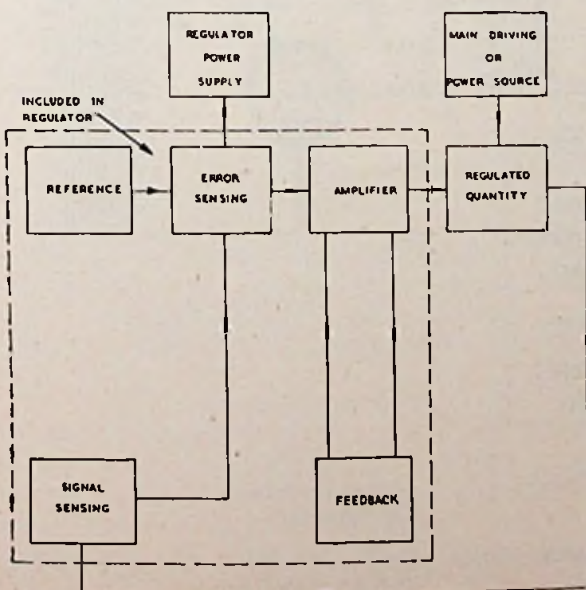 REGULATOR
POWER
SUPPLY
MAIN DRIVING
OR
POWER SOURCE
INCLUDED IN
REGULATOR
REFERENCE
ERROR
SENSING
AMPLIFIER
REGULATED
QUANTITY
SIGNAL
SENSING
FEEDBACK